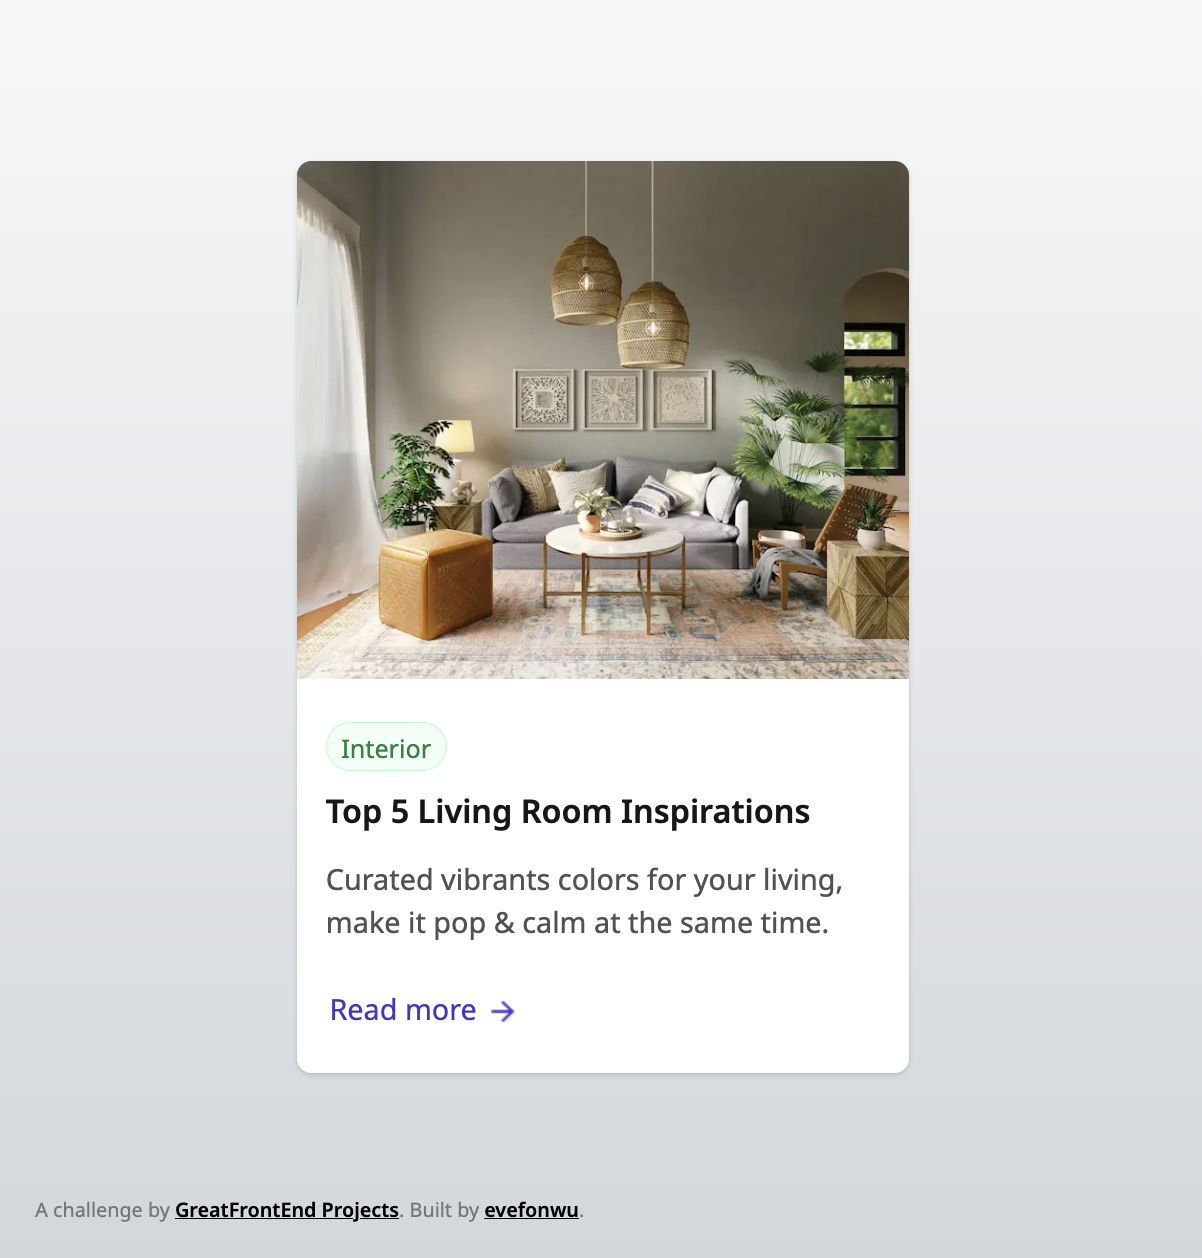 Interior
Top 5 Living Room Inspirations
Curated vibrants colors for your living,
make it pop & calm at the same time.
Read more →
A challenge by GreatFrontEnd Projects. Built by evefonwu.